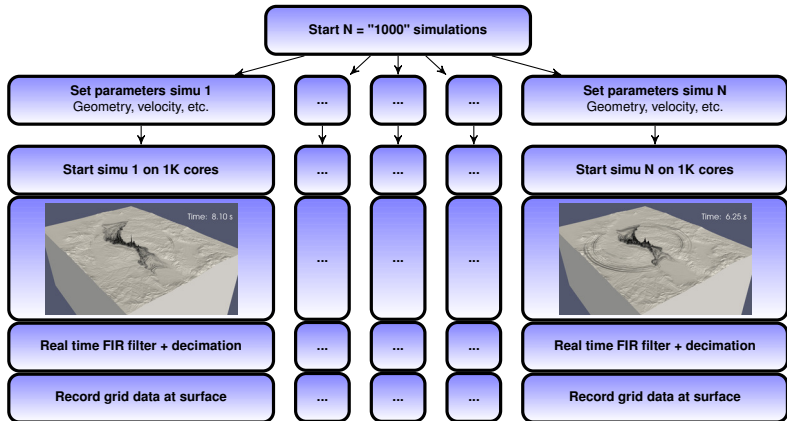 Start N = "1000" simulations
Set parameters simu 1
Geometry, velocity, etc.
...
...
...
Set parameters simu N
Geometry, velocity, etc.
Start simu 1 on 1K cores
...
...
...
Start simu N on 1K cores
Time: 8.10 s
...
...
...
Time: 6.25 s
Real time FIR filter + decimation
...
...
...
Real time FIR filter + decimation
Record grid data at surface
...
...
...
Record grid data at surface